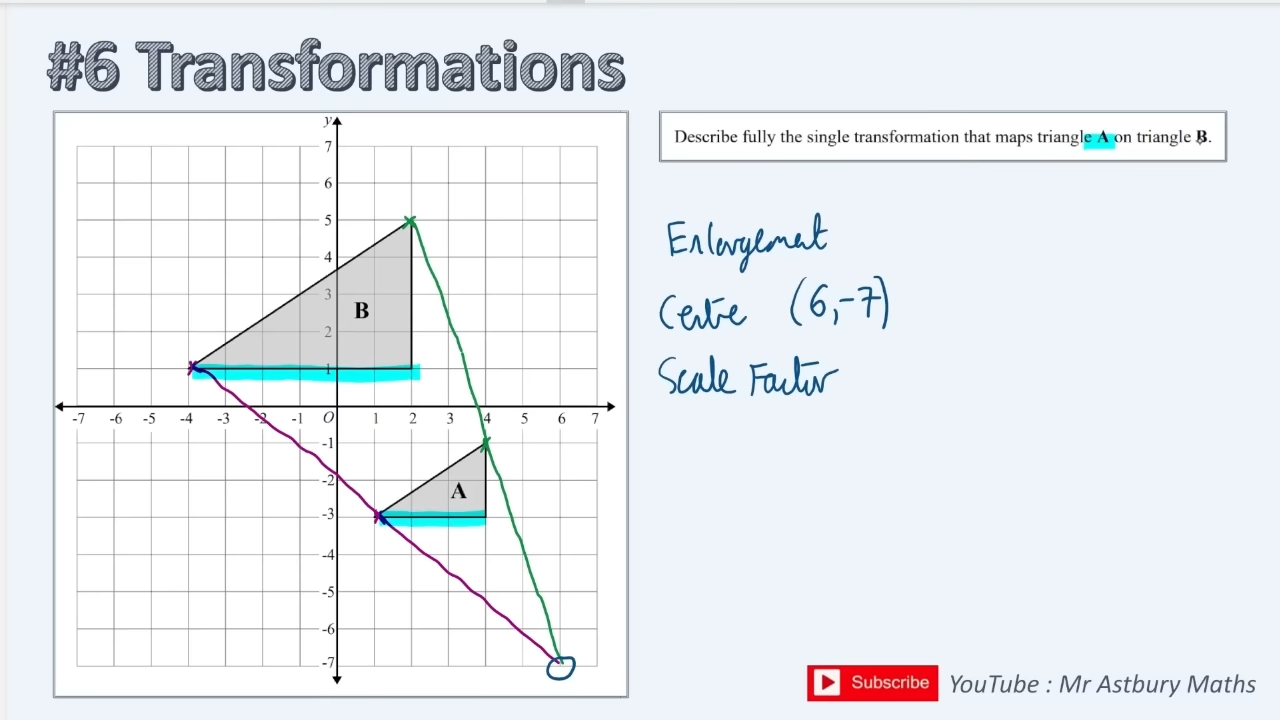 #6 Transformations
Describe fully the single transformation that maps triangle A on triangle B.
y
7
6
5
4
3
2
1
-7 -6 -5 -4 -3 -2 -1 O 1 2 3 4 5 6 7
-1
-2
-3
-4
-5
-6
-7
B
A
Enlargement
Centre (6,-7)
Scale Factor
Subscribe YouTube : Mr Astbury Maths